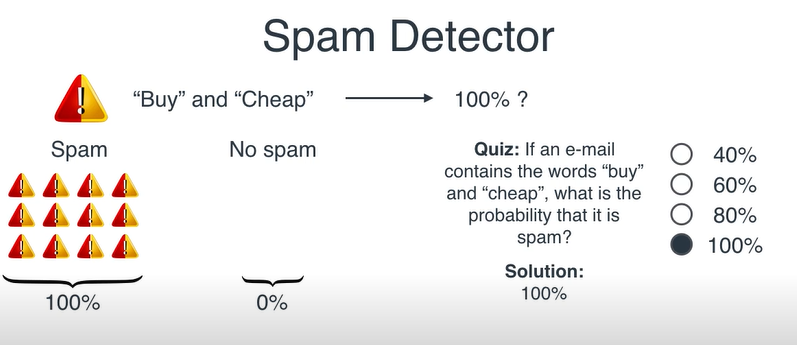 Spam Detector
“Buy” and “Cheap”
100% ?
Spam
No spam
100%
0%
Quiz: If an e-mail
contains the words “buy”
and “cheap”, what is the
probability that it is
spam?
Solution:
100%
40%
60%
80%
100%